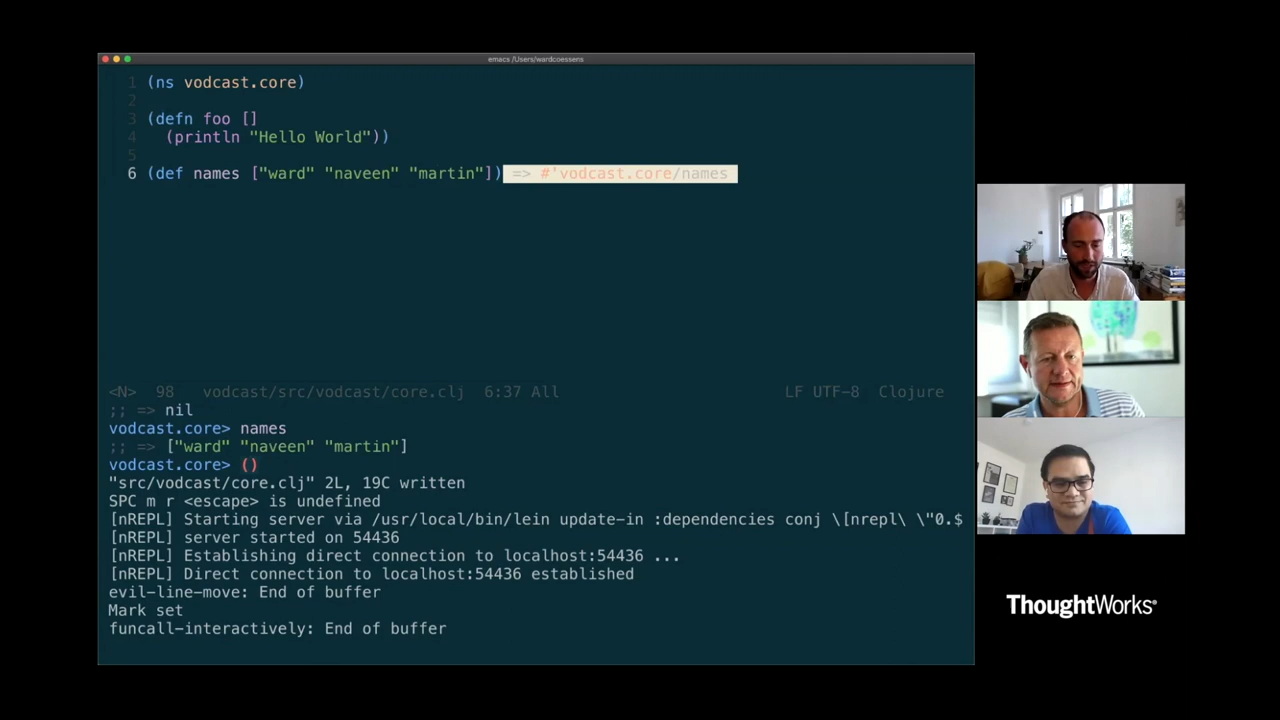 emacs /Users/wardcoessens
1 (ns vodcast.core)
2
3 (defn foo []
4 (println "Hello World"))
5
6 (def names ["ward" "naveen" "martin"]) => #'vodcast.core/names
<N> 98 vodcast/src/vodcast/core.clj 6:37 All LF UTF-8 Clojure
;; => nil
vodcast.core> names
;; => ["ward" "naveen" "martin"]
vodcast.core> ()
"src/vodcast/core.clj" 2L, 19C written
SPC m r <escape> is undefined
[nREPL] Starting server via /usr/local/bin/lein update-in :dependencies conj \[nrepl\ \"0.$
[nREPL] server started on 54436
[nREPL] Establishing direct connection to localhost:54436 ...
[nREPL] Direct connection to localhost:54436 established
evil-line-move: End of buffer
Mark set
funcall-interactively: End of buffer
ThoughtWorks®